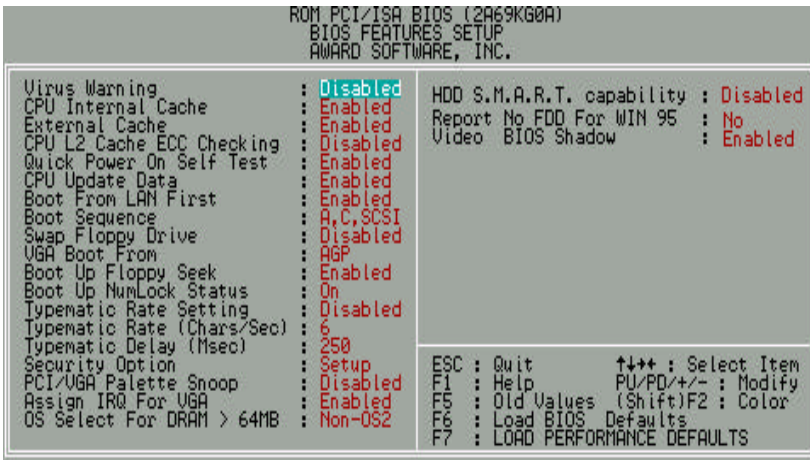 ROM PCI/ISA BIOS (2A69KG0A)
BIOS FEATURES SETUP
AWARD SOFTWARE, INC.
Virus Warning : Disabled
CPU Internal Cache : Enabled
External Cache : Enabled
CPU L2 Cache ECC Checking : Disabled
Quick Power On Self Test : Enabled
CPU Update Data : Enabled
Boot From LAN First : Enabled
Boot Sequence : A,C,SCSI
Swap Floppy Drive : Disabled
VGA Boot From : AGP
Boot Up Floppy Seek : Enabled
Boot Up NumLock Status : On
Typematic Rate Setting : Disabled
Typematic Rate (Chars/Sec) : 6
Typematic Delay (Msec) : 250
Security Option : Setup
PCI/VGA Palette Snoop : Disabled
Assign IRQ For VGA : Enabled
OS Select For DRAM > 64MB : Non-OS2
HDD S.M.A.R.T. capability : Disabled
Report No FDD For WIN 95 : No
Video BIOS Shadow : Enabled
ESC : Quit ↑↓→← : Select Item
F1 : Help PU/PD/+/- : Modify
F5 : Old Values (Shift)F2 : Color
F6 : Load BIOS Defaults
F7 : LOAD PERFORMANCE DEFAULTS